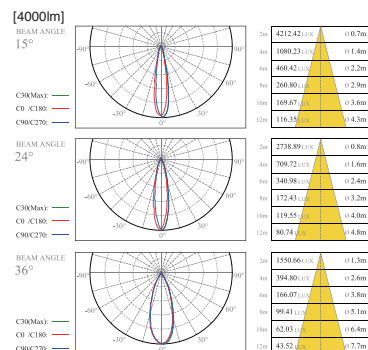 [4000lm]
BEAM ANGLE
15°
-90° 90°
-60° 60°
-30° 30°
0°
C30(Max):
C0 /C180:
C90/C270:
2m 4212.42 LUX Ø 0.7m
4m 1080.23 LUX Ø 1.4m
6m 460.42 LUX Ø 2.2m
8m 260.80 LUX Ø 2.9m
10m 169.67 LUX Ø 3.6m
12m 116.35 LUX Ø 4.3m
BEAM ANGLE
24°
-90° 90°
-60° 60°
-30° 30°
0°
C30(Max):
C0 /C180:
C90/C270:
2m 2738.89 LUX Ø 0.8m
4m 709.72 LUX Ø 1.6m
6m 340.98 LUX Ø 2.4m
8m 172.43 LUX Ø 3.2m
10m 119.55 LUX Ø 4.0m
12m 80.74 LUX Ø 4.8m
BEAM ANGLE
36°
-90° 90°
-60° 60°
-30° 30°
0°
C30(Max):
C0 /C180:
C90/C270:
2m 1550.66 LUX Ø 1.3m
4m 394.80 LUX Ø 2.6m
6m 166.07 LUX Ø 3.8m
8m 99.41 LUX Ø 5.1m
10m 62.03 LUX Ø 6.4m
12m 43.52 LUX Ø 7.7m